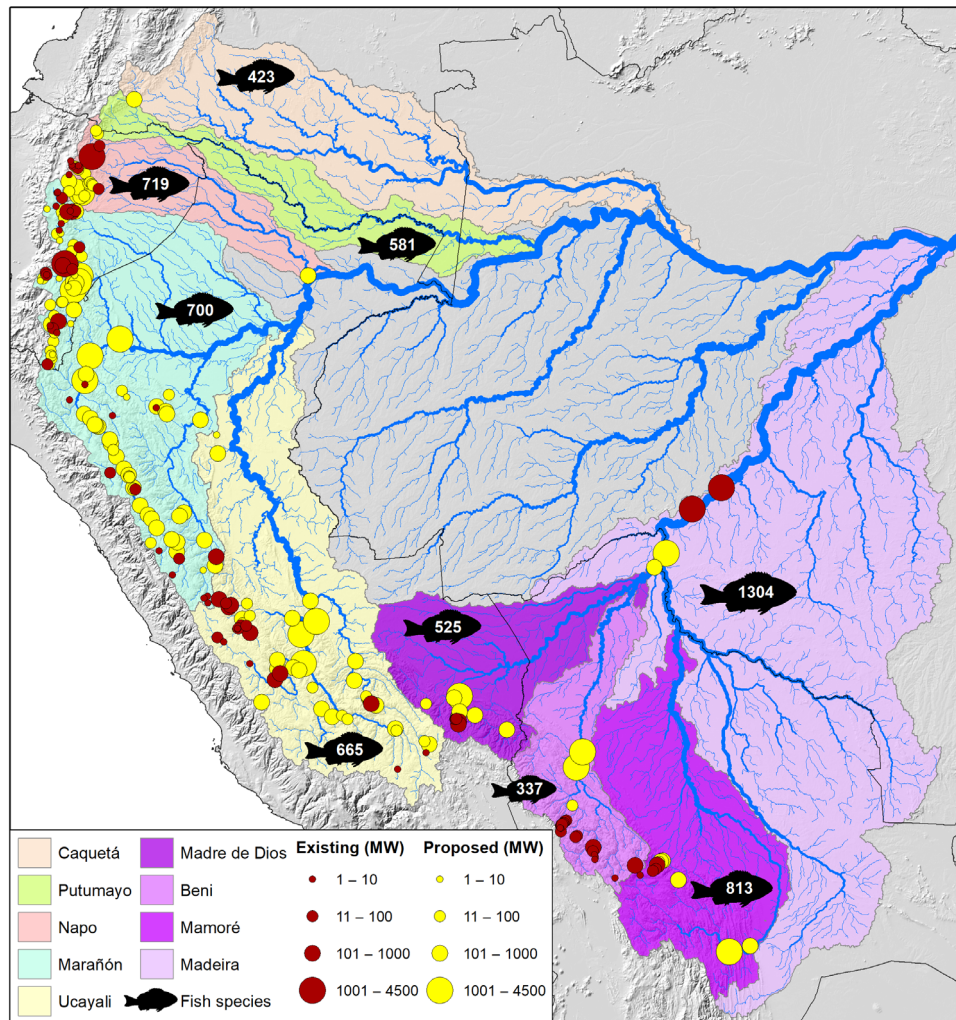 423
719
581
700
1304
525
665
337
813
Caquetá
Putumayo
Napo
Marañón
Ucayali
Madre de Dios
Beni
Mamoré
Madeira
Fish species
Existing (MW)
1 – 10
11 – 100
101 – 1000
1001 – 4500
Proposed (MW)
1 – 10
11 – 100
101 – 1000
1001 – 4500